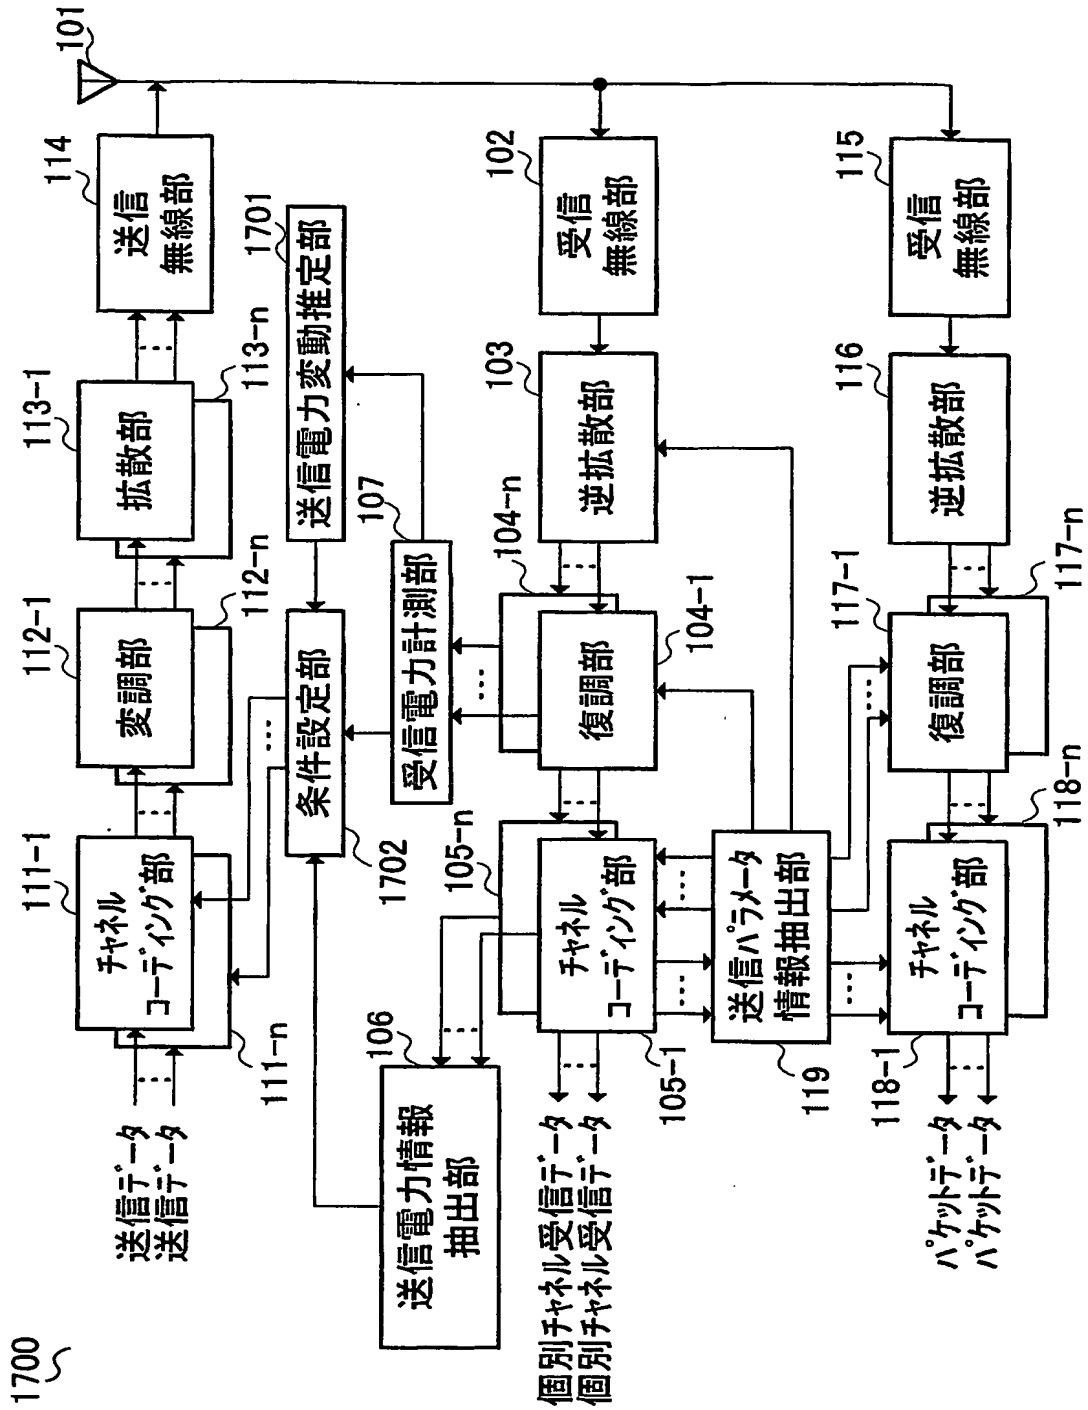 1700
送信データ
送信データ
111-1
チャネル
コーディング部
111-n
112-1
変調部
112-n
113-1
拡散部
113-n
114
送信
無線部
101
1701
送信電力変動推定部
条件設定部
1702
107
受信電力計測部
106
送信電力情報
抽出部
102
受信
無線部
103
逆拡散部
104-n
復調部
104-1
105-n
チャネル
コーディング部
105-1
個別チャネル受信データ
個別チャネル受信データ
送信パラメータ
情報抽出部
119
115
受信
無線部
116
逆拡散部
117-1
復調部
117-n
118-n
チャネル
コーディング部
118-1
パケットデータ
パケットデータ